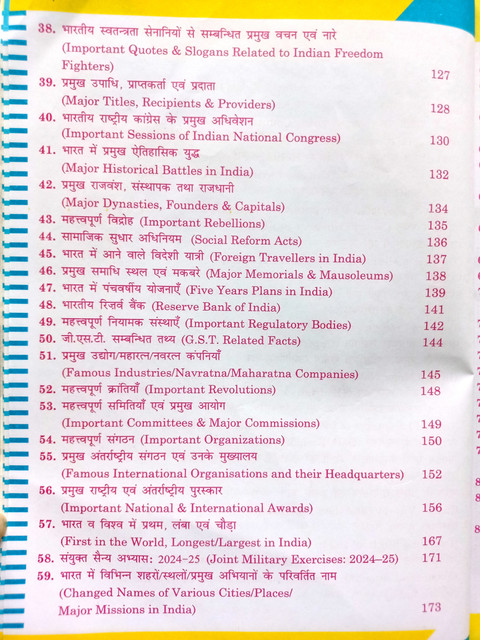 38. भारतीय स्वतन्त्रता सेनानियों से सम्बन्धित प्रमुख वचन एवं नारे
(Important Quotes & Slogans Related to Indian Freedom
Fighters) 127
39. प्रमुख उपाधि, प्राप्तकर्ता एवं प्रदाता
(Major Titles, Recipients & Providers) 128
40. भारतीय राष्ट्रीय कांग्रेस के प्रमुख अधिवेशन
(Important Sessions of Indian National Congress) 130
41. भारत में प्रमुख ऐतिहासिक युद्ध
(Major Historical Battles in India) 132
42. प्रमुख राजवंश, संस्थापक तथा राजधानी
(Major Dynasties, Founders & Capitals) 134
43. महत्त्वपूर्ण विद्रोह (Important Rebellions) 135
44. सामाजिक सुधार अधिनियम (Social Reform Acts) 136
45. भारत में आने वाले विदेशी यात्री (Foreign Travellers in India) 137
46. प्रमुख समाधि स्थल एवं मकबरे (Major Memorials & Mausoleums) 138
47. भारत में पंचवर्षीय योजनाएँ (Five Years Plans in India) 139
48. भारतीय रिजर्व बैंक (Reserve Bank of India) 141
49. महत्त्वपूर्ण नियामक संस्थाएँ (Important Regulatory Bodies) 142
50. जी.एस.टी. सम्बन्धित तथ्य (G.S.T. Related Facts) 144
51. प्रमुख उद्योग/महारत्न/नवरत्न कंपनियाँ
(Famous Industries/Navratna/Maharatna Companies) 145
52. महत्त्वपूर्ण क्रांतियाँ (Important Revolutions) 148
53. महत्त्वपूर्ण समितियाँ एवं प्रमुख आयोग
(Important Committees & Major Commissions) 149
54. महत्त्वपूर्ण संगठन (Important Organizations) 150
55. प्रमुख अंतर्राष्ट्रीय संगठन एवं उनके मुख्यालय
(Famous International Organisations and their Headquarters) 152
56. प्रमुख राष्ट्रीय एवं अंतर्राष्ट्रीय पुरस्कार
(Important National & International Awards) 156
57. भारत व विश्व में प्रथम, लंबा एवं चौड़ा
(First in the World, Longest/Largest in India) 167
58. संयुक्त सैन्य अभ्यास: 2024-25 (Joint Military Exercises: 2024-25) 171
59. भारत में विभिन्न शहरों/स्थलों/प्रमुख अभियानों के परिवर्तित नाम
(Changed Names of Various Cities/Places/
Major Missions in India) 173